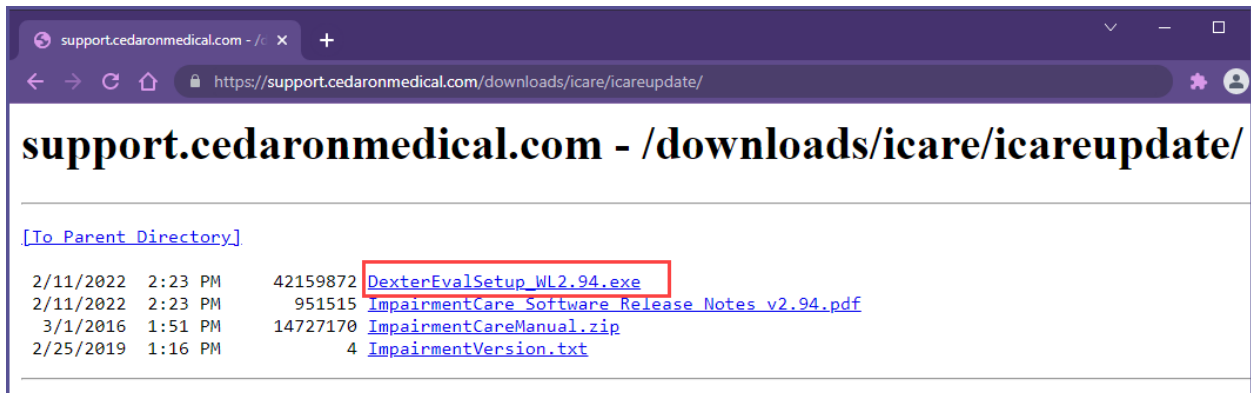 support.cedaronmedical.com - /d
https://support.cedaronmedical.com/downloads/icare/icareupdate/
support.cedaronmedical.com - /downloads/icare/icareupdate/
[To Parent Directory]
2/11/2022 2:23 PM 42159872 DexterEvalSetup_WL2.94.exe
2/11/2022 2:23 PM 951515 ImpairmentCare Software Release Notes v2.94.pdf
3/1/2016 1:51 PM 14727170 ImpairmentCareManual.zip
2/25/2019 1:16 PM 4 ImpairmentVersion.txt